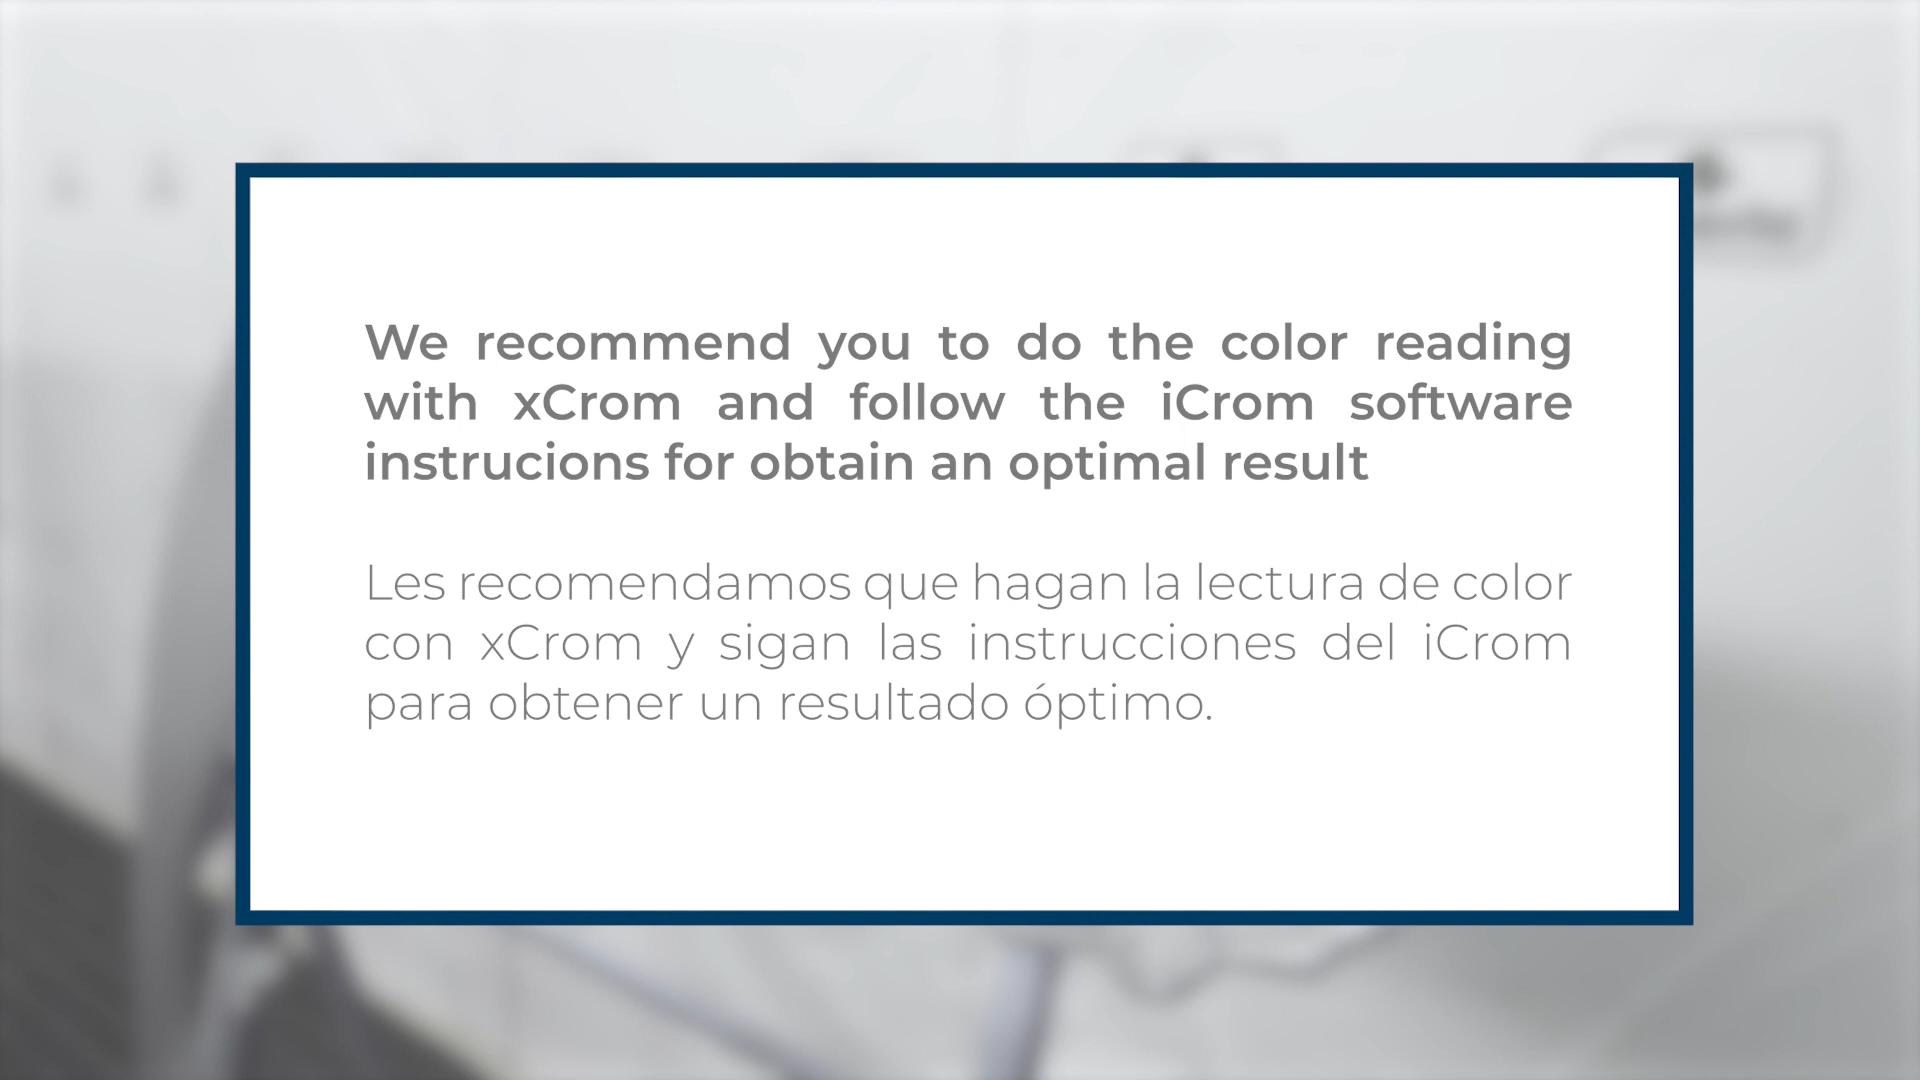 We recommend you to do the color reading
with xCrom and follow the iCrom software
instrucions for obtain an optimal result
Les recomendamos que hagan la lectura de color
con xCrom y sigan las instrucciones del iCrom
para obtener un resultado óptimo.